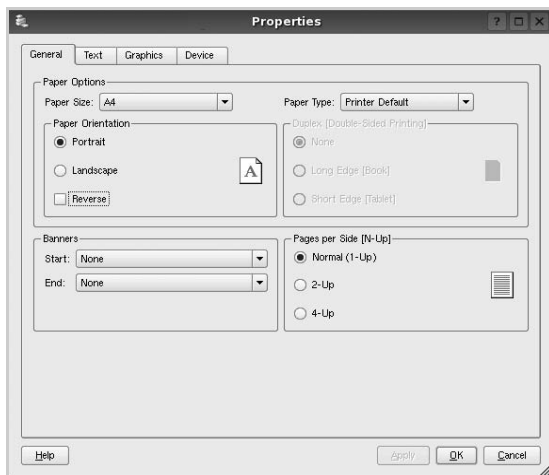 Properties
General Text Graphics Device
Paper Options
Paper Size: A4 Paper Type: Printer Default
Paper Orientation
Portrait
Landscape
Reverse
A
Duplex [Double-Sided Printing]
None
Long Edge [Book]
Short Edge [Tablet]
Banners
Start: None
End: None
Pages per Side [N-Up]
Normal (1-Up)
2-Up
4-Up
Help Apply OK Cancel